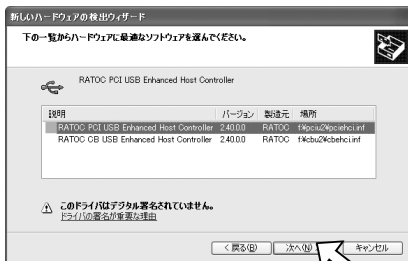 新しいハードウェアの検出ウィザード
下の一覧からハードウェアに最適なソフトウェアを選んでください。
RATOC PCI USB Enhanced Host Controller
説明 バージョン 製造元 場所
RATOC PCI USB Enhanced Host Controller 2.40.0.0 RATOC f:¥pciu2¥pciehci.inf
RATOC CB USB Enhanced Host Controller 2.40.0.0 RATOC f:¥cbu2¥cbehci.inf
このドライバはデジタル署名されていません。
ドライバの署名が重要な理由
< 戻る(B) 次へ(N) キャンセル